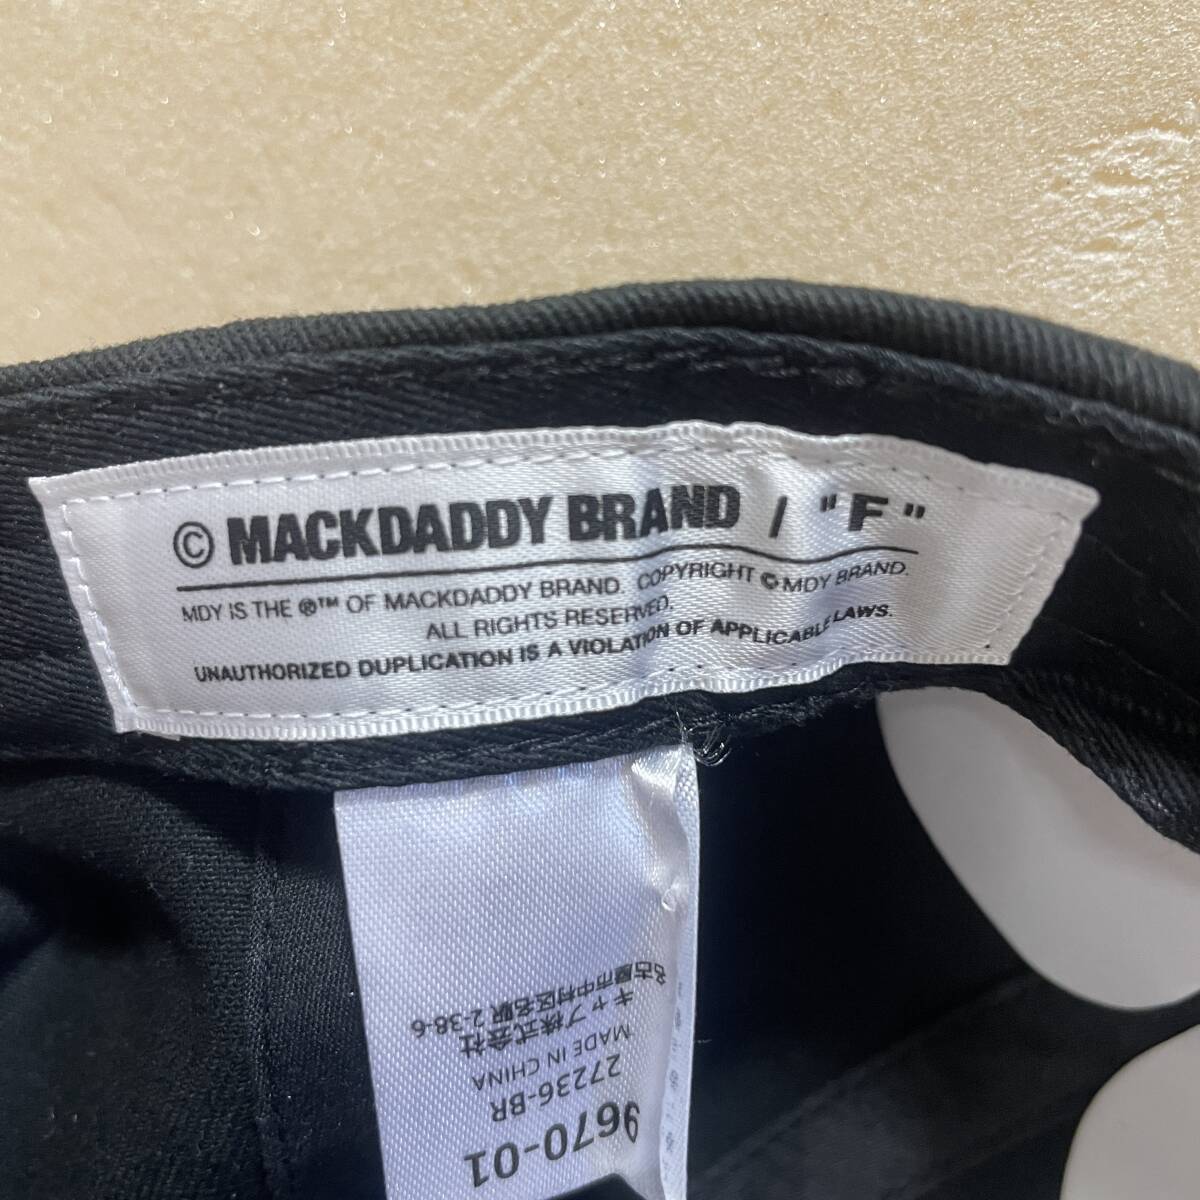 © MACKDADDY BRAND / "F"
MDY IS THE ®™ OF MACKDADDY BRAND COPYRIGHT © MDY BRAND.
ALL RIGHTS RESERVED.
UNAUTHORIZED DUPLICATION IS A VIOLATION OF APPLICABLE LAWS.
9670-01
27236-BR
MADE IN CHINA
キャプ株式会社
名古屋市中村区名駅 2-38-6